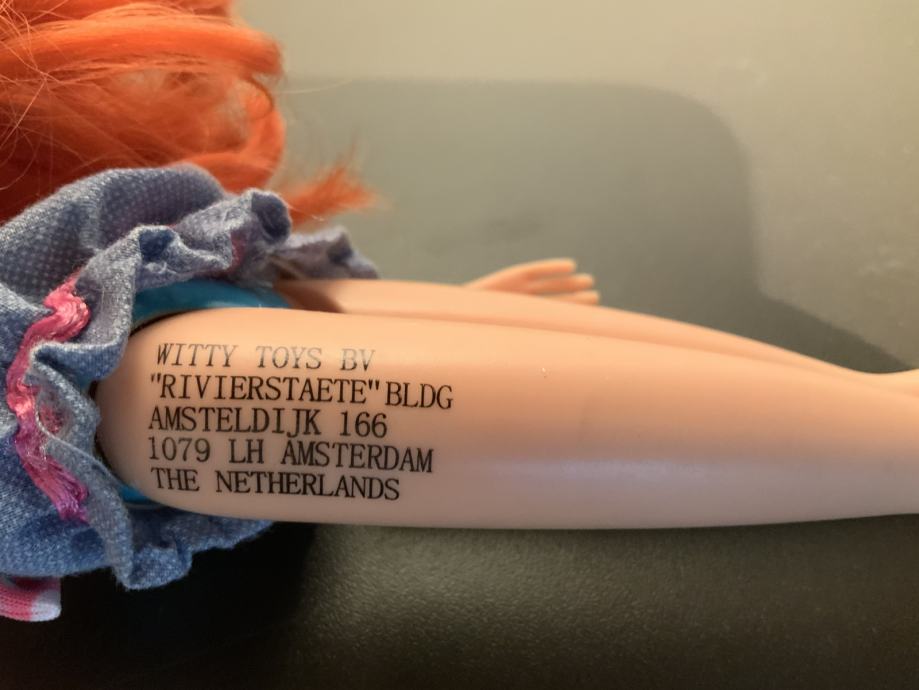 WITTY TOYS BV
"RIVIERSTAETE" BLDG
AMSTELDIJK 166
1079 LH AMSTERDAM
THE NETHERLANDS